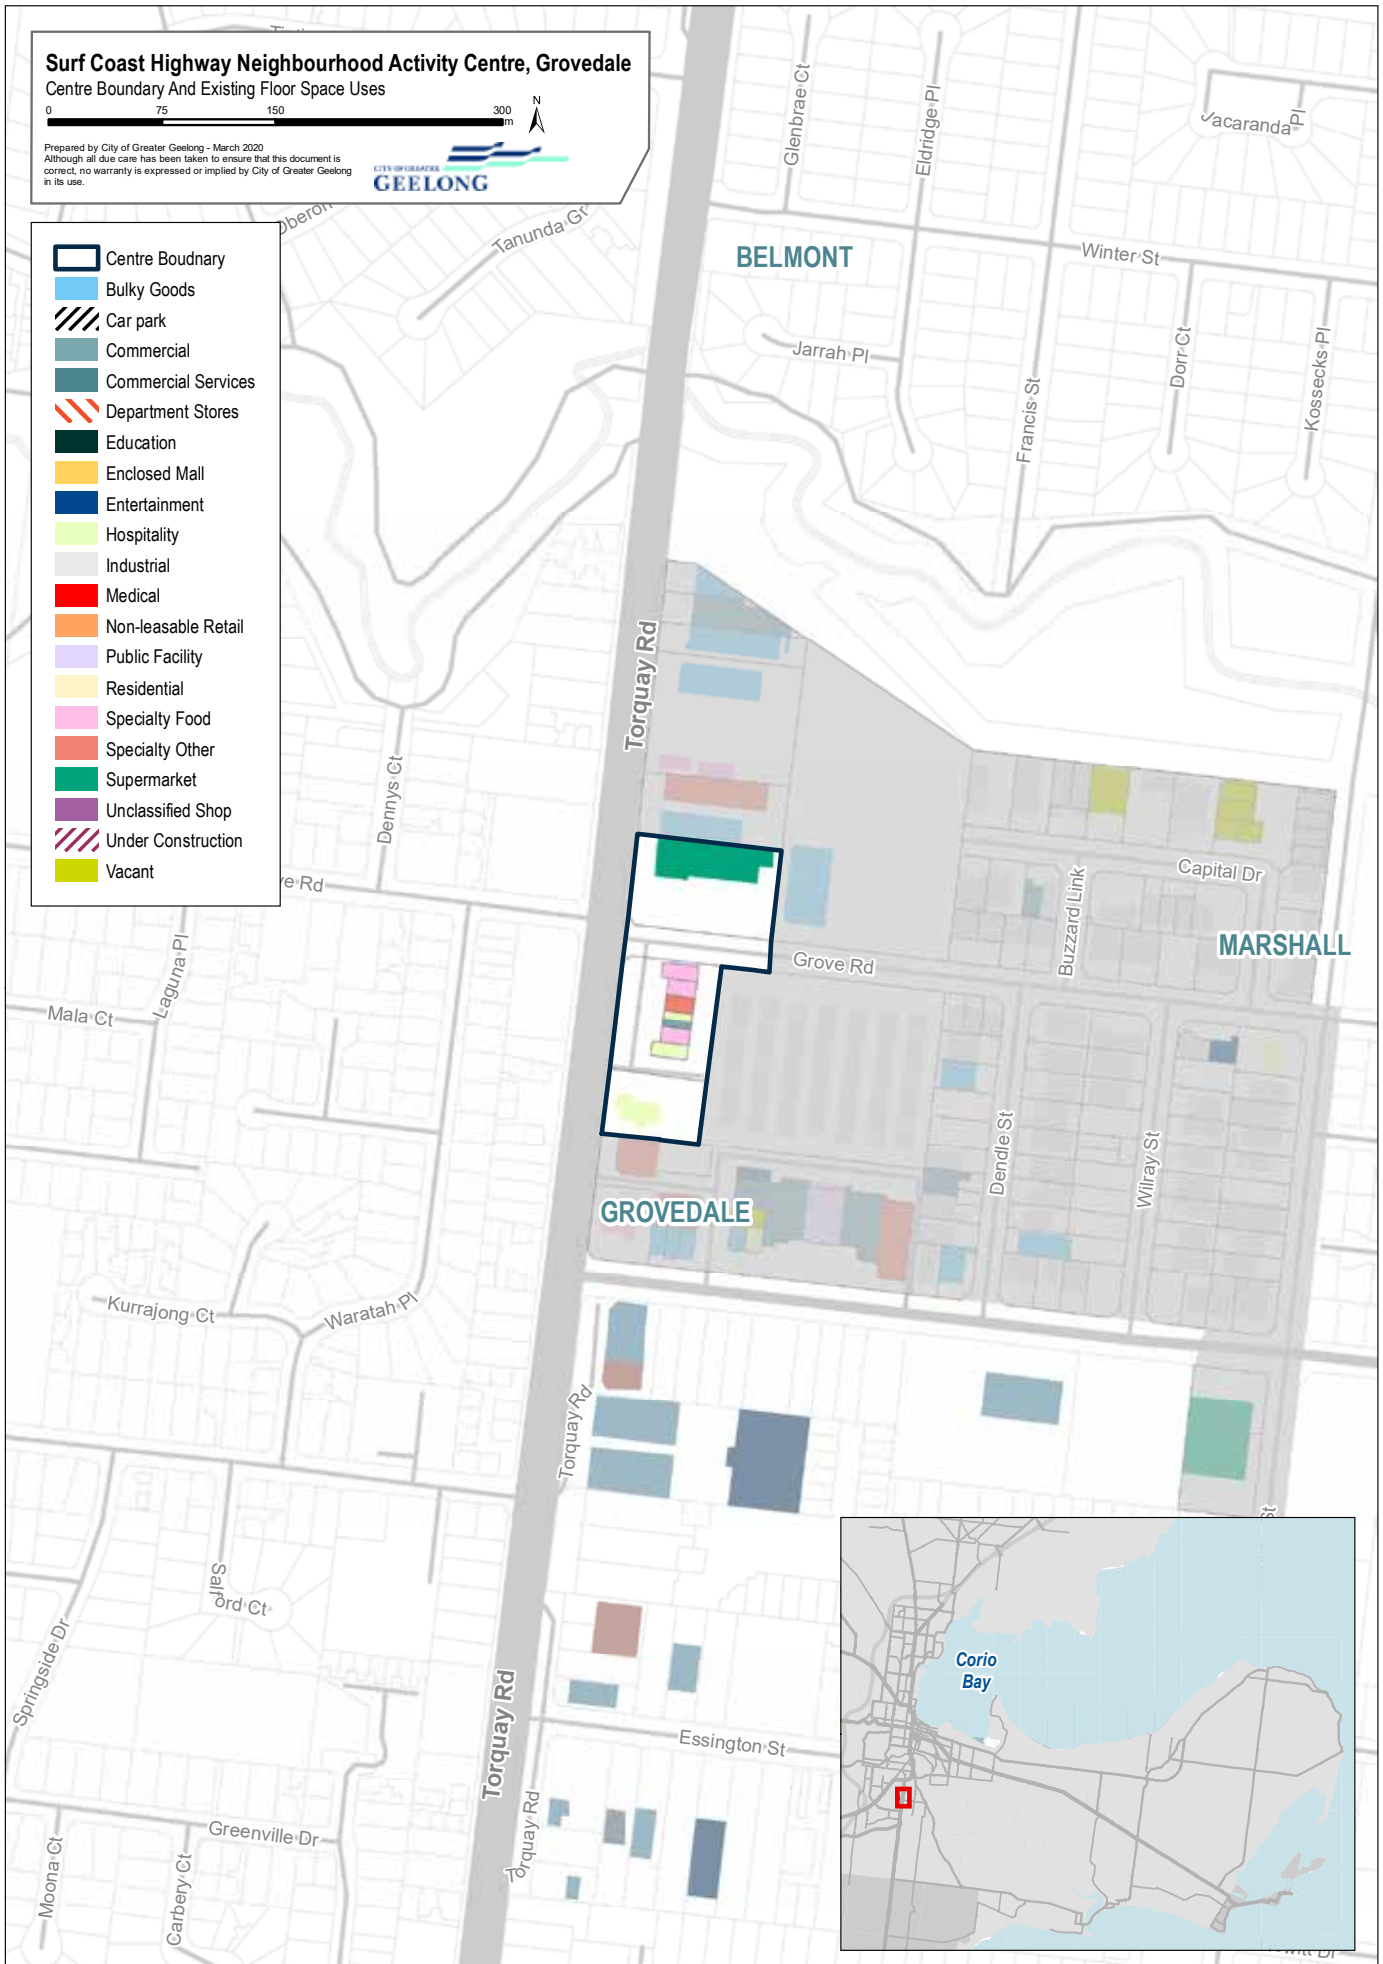 Surf Coast Highway Neighbourhood Activity Centre, Grovedale
Centre Boundary And Existing Floor Space Uses
0 75 150 300
m
N
Prepared by City of Greater Geelong - March 2020
Although all due care has been taken to ensure that this document is
correct, no warranty is expressed or implied by City of Greater Geelong
in its use.
CITY OF GREATER
GEELONG
Centre Boudnary
Bulky Goods
Car park
Commercial
Commercial Services
Department Stores
Education
Enclosed Mall
Entertainment
Hospitality
Industrial
Medical
Non-leasable Retail
Public Facility
Residential
Specialty Food
Specialty Other
Supermarket
Unclassified Shop
Under Construction
Vacant
Glenbrae Ct
Eldridge Pl
Jacaranda Pl
Tanunda Gr
BELMONT
Winter St
Jarrah Pl
Francis St
Dorr Ct
Kossecks Pl
Torquay Rd
Dennys Ct
ve Rd
Capital Dr
Buzzard Link
MARSHALL
Grove Rd
Laguna Pl
Mala Ct
Dendle St
Wilray St
GROVEDALE
Kurrajong Ct
Waratah Pl
Torquay Rd
St
Salford Ct
Springside Dr
Torquay Rd
Essington St
Torquay Rd
Greenville Dr
Moona Ct
Carbery Ct
Corio
Bay